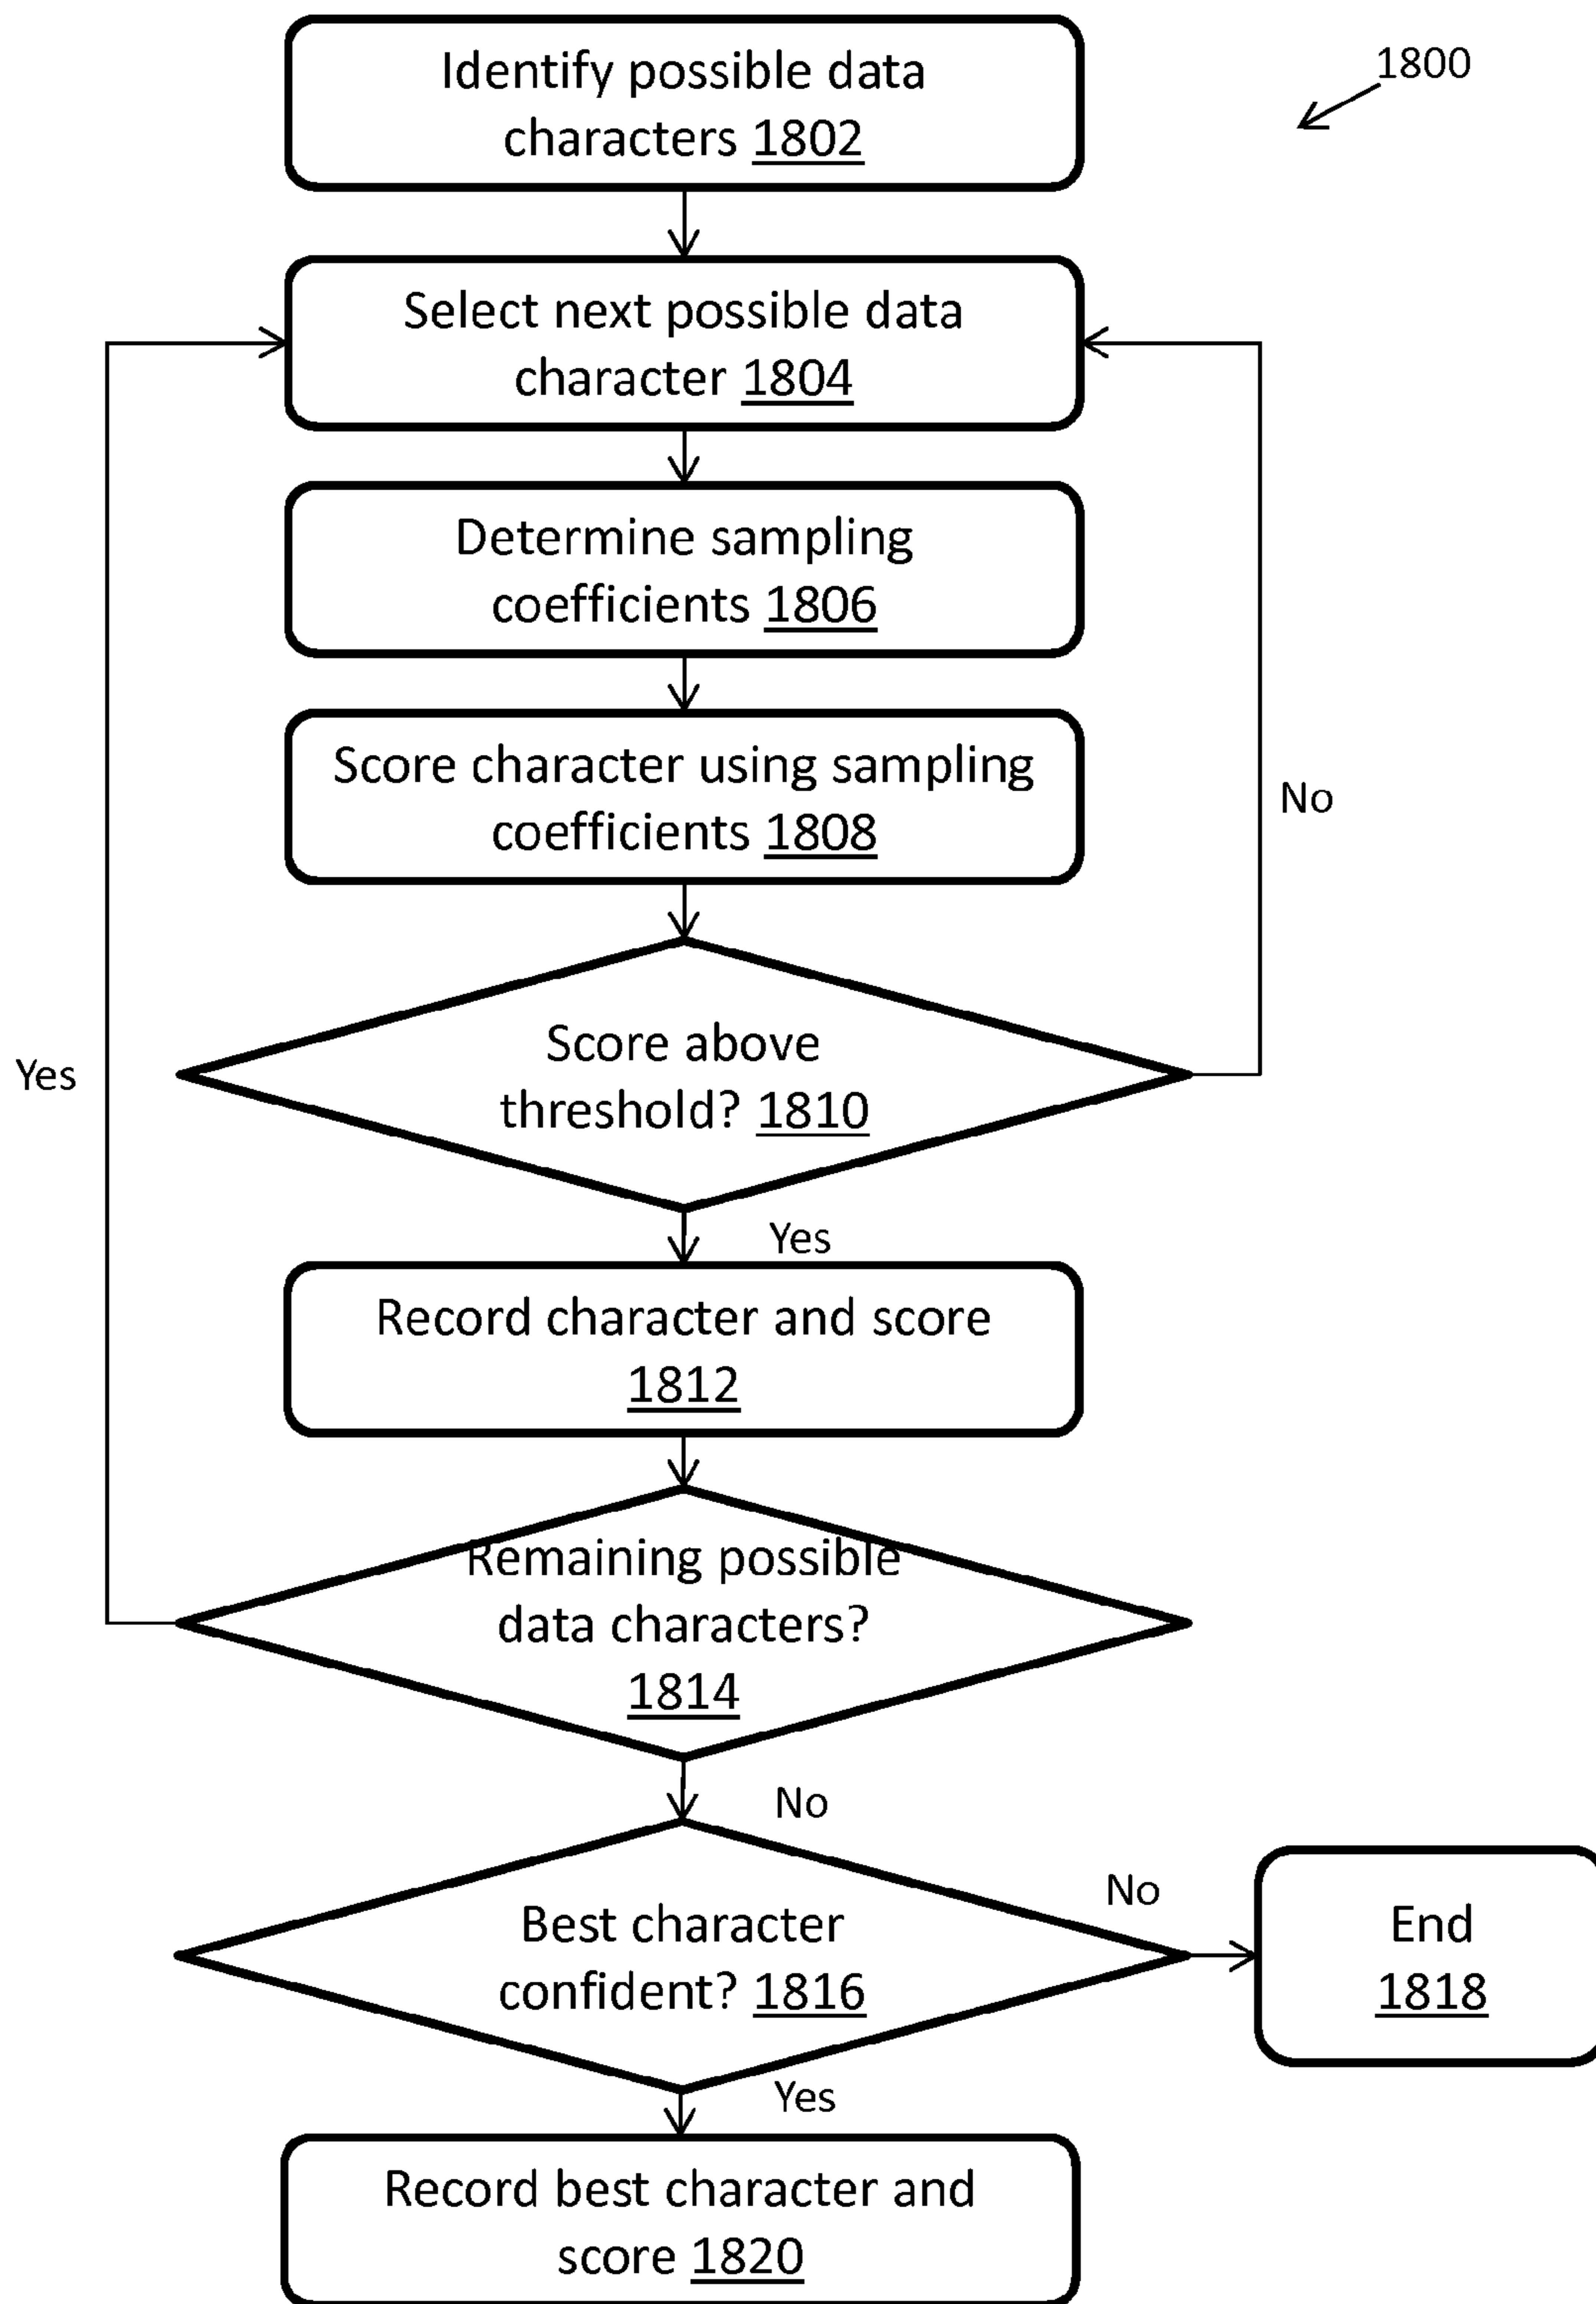 Identify possible data
characters 1802
1800
Select next possible data
character 1804
Determine sampling
coefficients 1806
Score character using sampling
coefficients 1808
No
Score above
threshold? 1810
Yes
Yes
Record character and score
1812
Remaining possible
data characters?
1814
No
No
Best character
confident? 1816
End
1818
Yes
Record best character and
score 1820